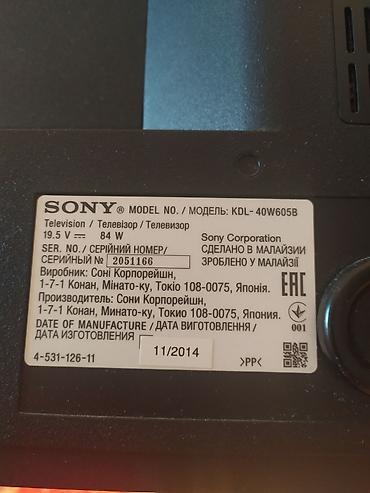 SONY® MODEL NO. / МОДЕЛЬ: KDL-40W605B
Television / Телевізор / Телевизор
19.5 V ⎓ 84 W
Sony Corporation
SER. NO./ СЕРІЙНИЙ НОМЕР/
СДЕЛАНО В МАЛАЙЗИИ
СЕРИЙНЫЙ № 2051166
ЗРОБЛЕНО У МАЛАЙЗІЇ
Виробник: Соні Корпорейшн,
1-7-1 Конан, Мінато-ку, Токіо 108-0075, Японія.
Производитель: Сони Корпорейшн,
1-7-1 Конан, Минато-ку, Токио 108-0075, Япония.
EAC
001
DATE OF MANUFACTURE / ДАТА ВИГОТОВЛЕННЯ /
ДАТА ИЗГОТОВЛЕНИЯ
11/2014
4-531-126-11
>PP<